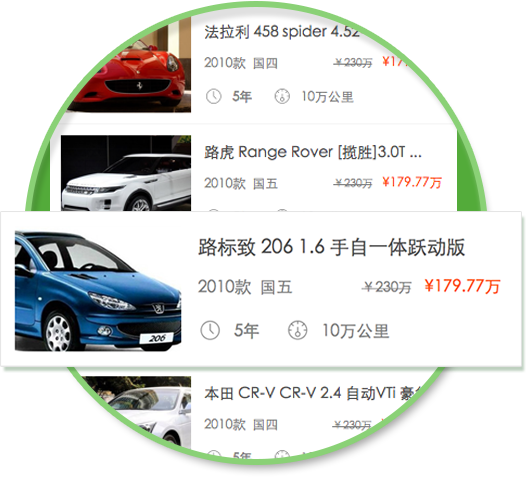 法拉利 458 spider 4.52
2010款 国四 ￥230万 ¥17
5年 10万公里
路虎 Range Rover [揽胜]3.0T ...
2010款 国五 ￥230万 ¥179.77万
路标致 206 1.6 手自一体跃动版
2010款 国五 ￥230万 ¥179.77万
5年 10万公里
206
本田 CR-V CR-V 2.4 自动VTi 豪
2010款 国四 ￥230万